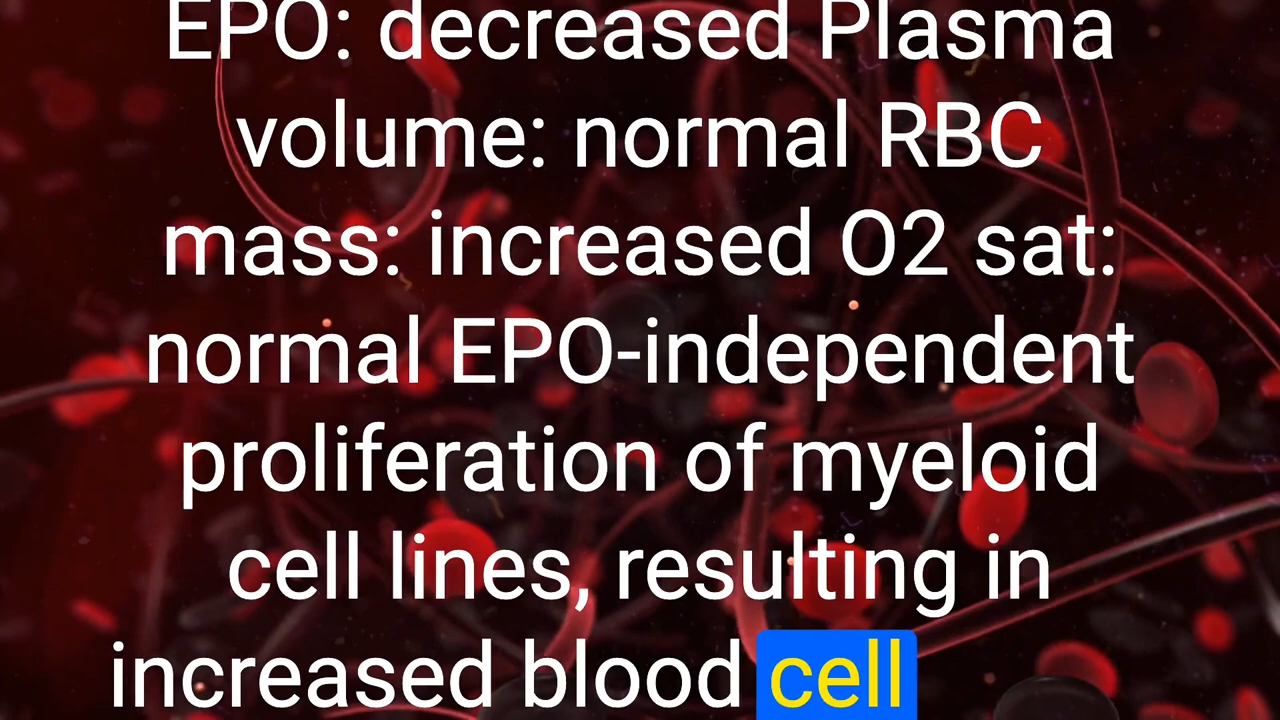 EPO: decreased Plasma
volume: normal RBC
mass: increased O2 sat:
normal EPO-independent
proliferation of myeloid
cell lines, resulting in
increased blood cell